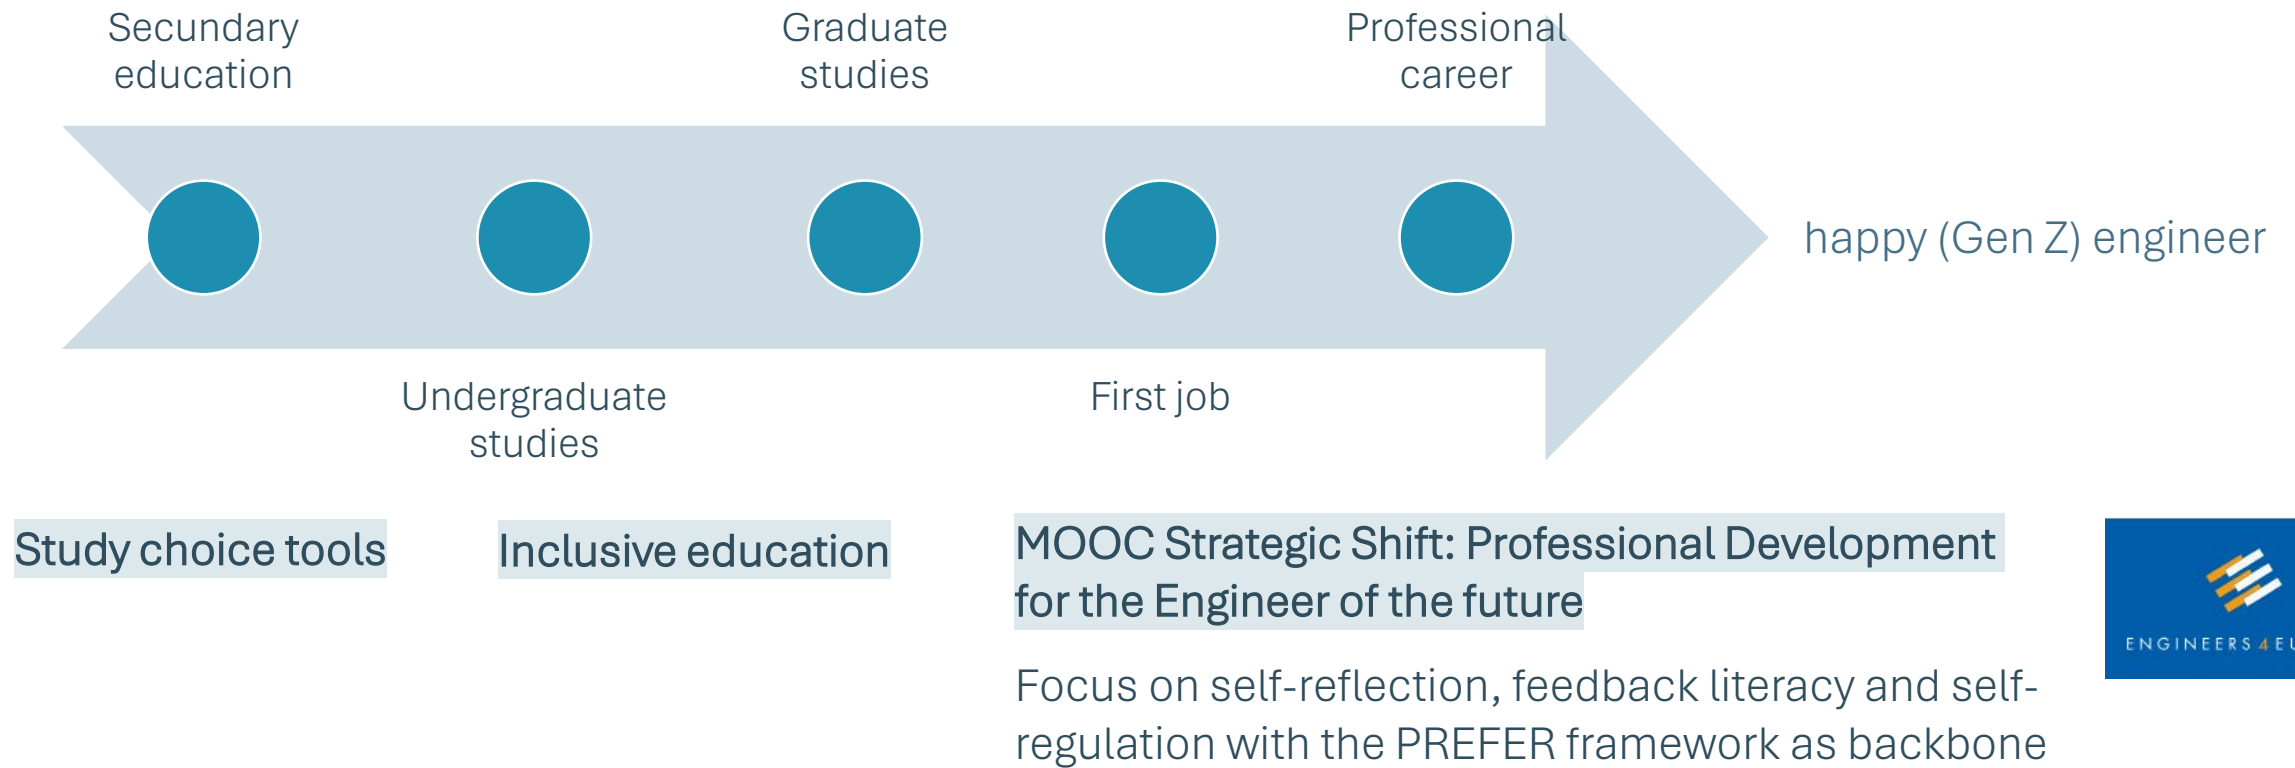 Secundary
education
Graduate
studies
Professional
career
happy (Gen Z) engineer
Undergraduate
studies
First job
Study choice tools
Inclusive education
MOOC Strategic Shift: Professional Development
for the Engineer of the future
ENGINEERS 4
Focus on self-reflection, feedback literacy and self-
regulation with the PREFER framework as backbone